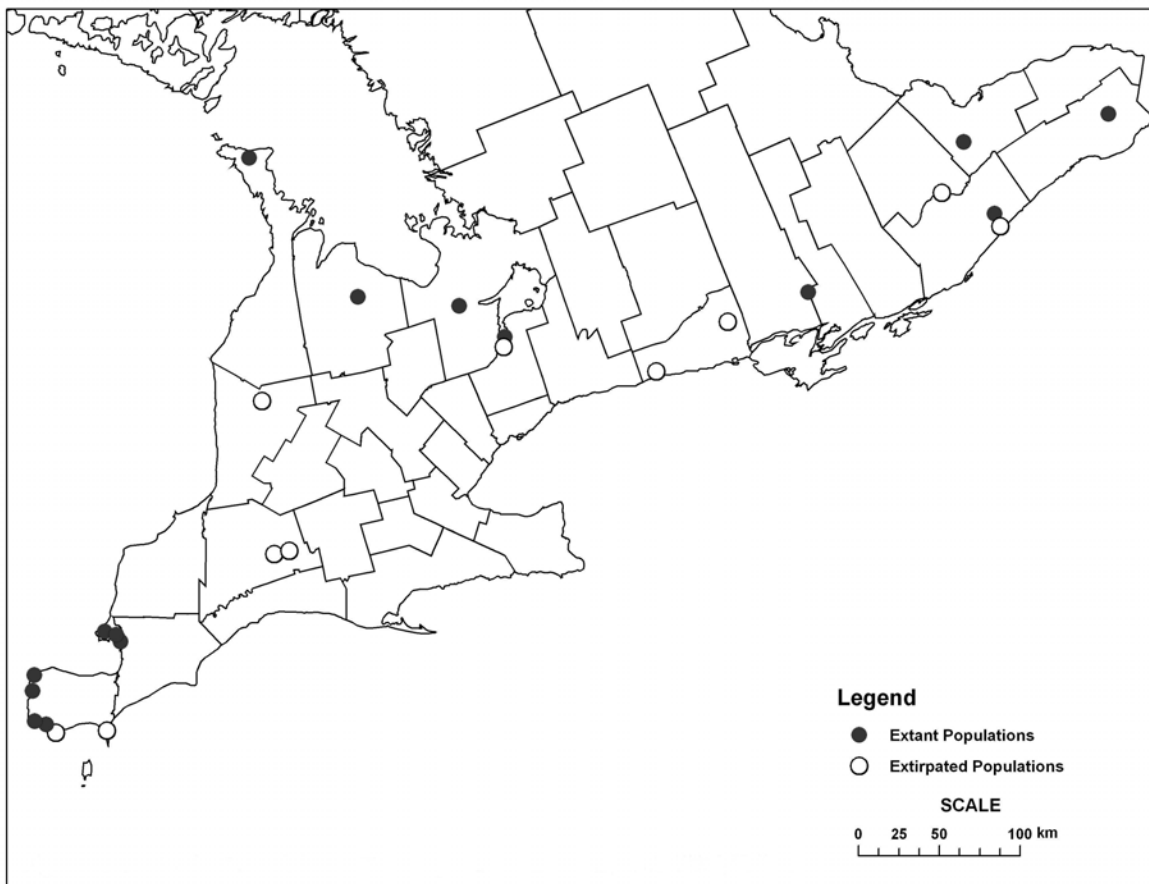 Legend
Extant Populations
Extirpated Populations
SCALE
0 25 50 100 km